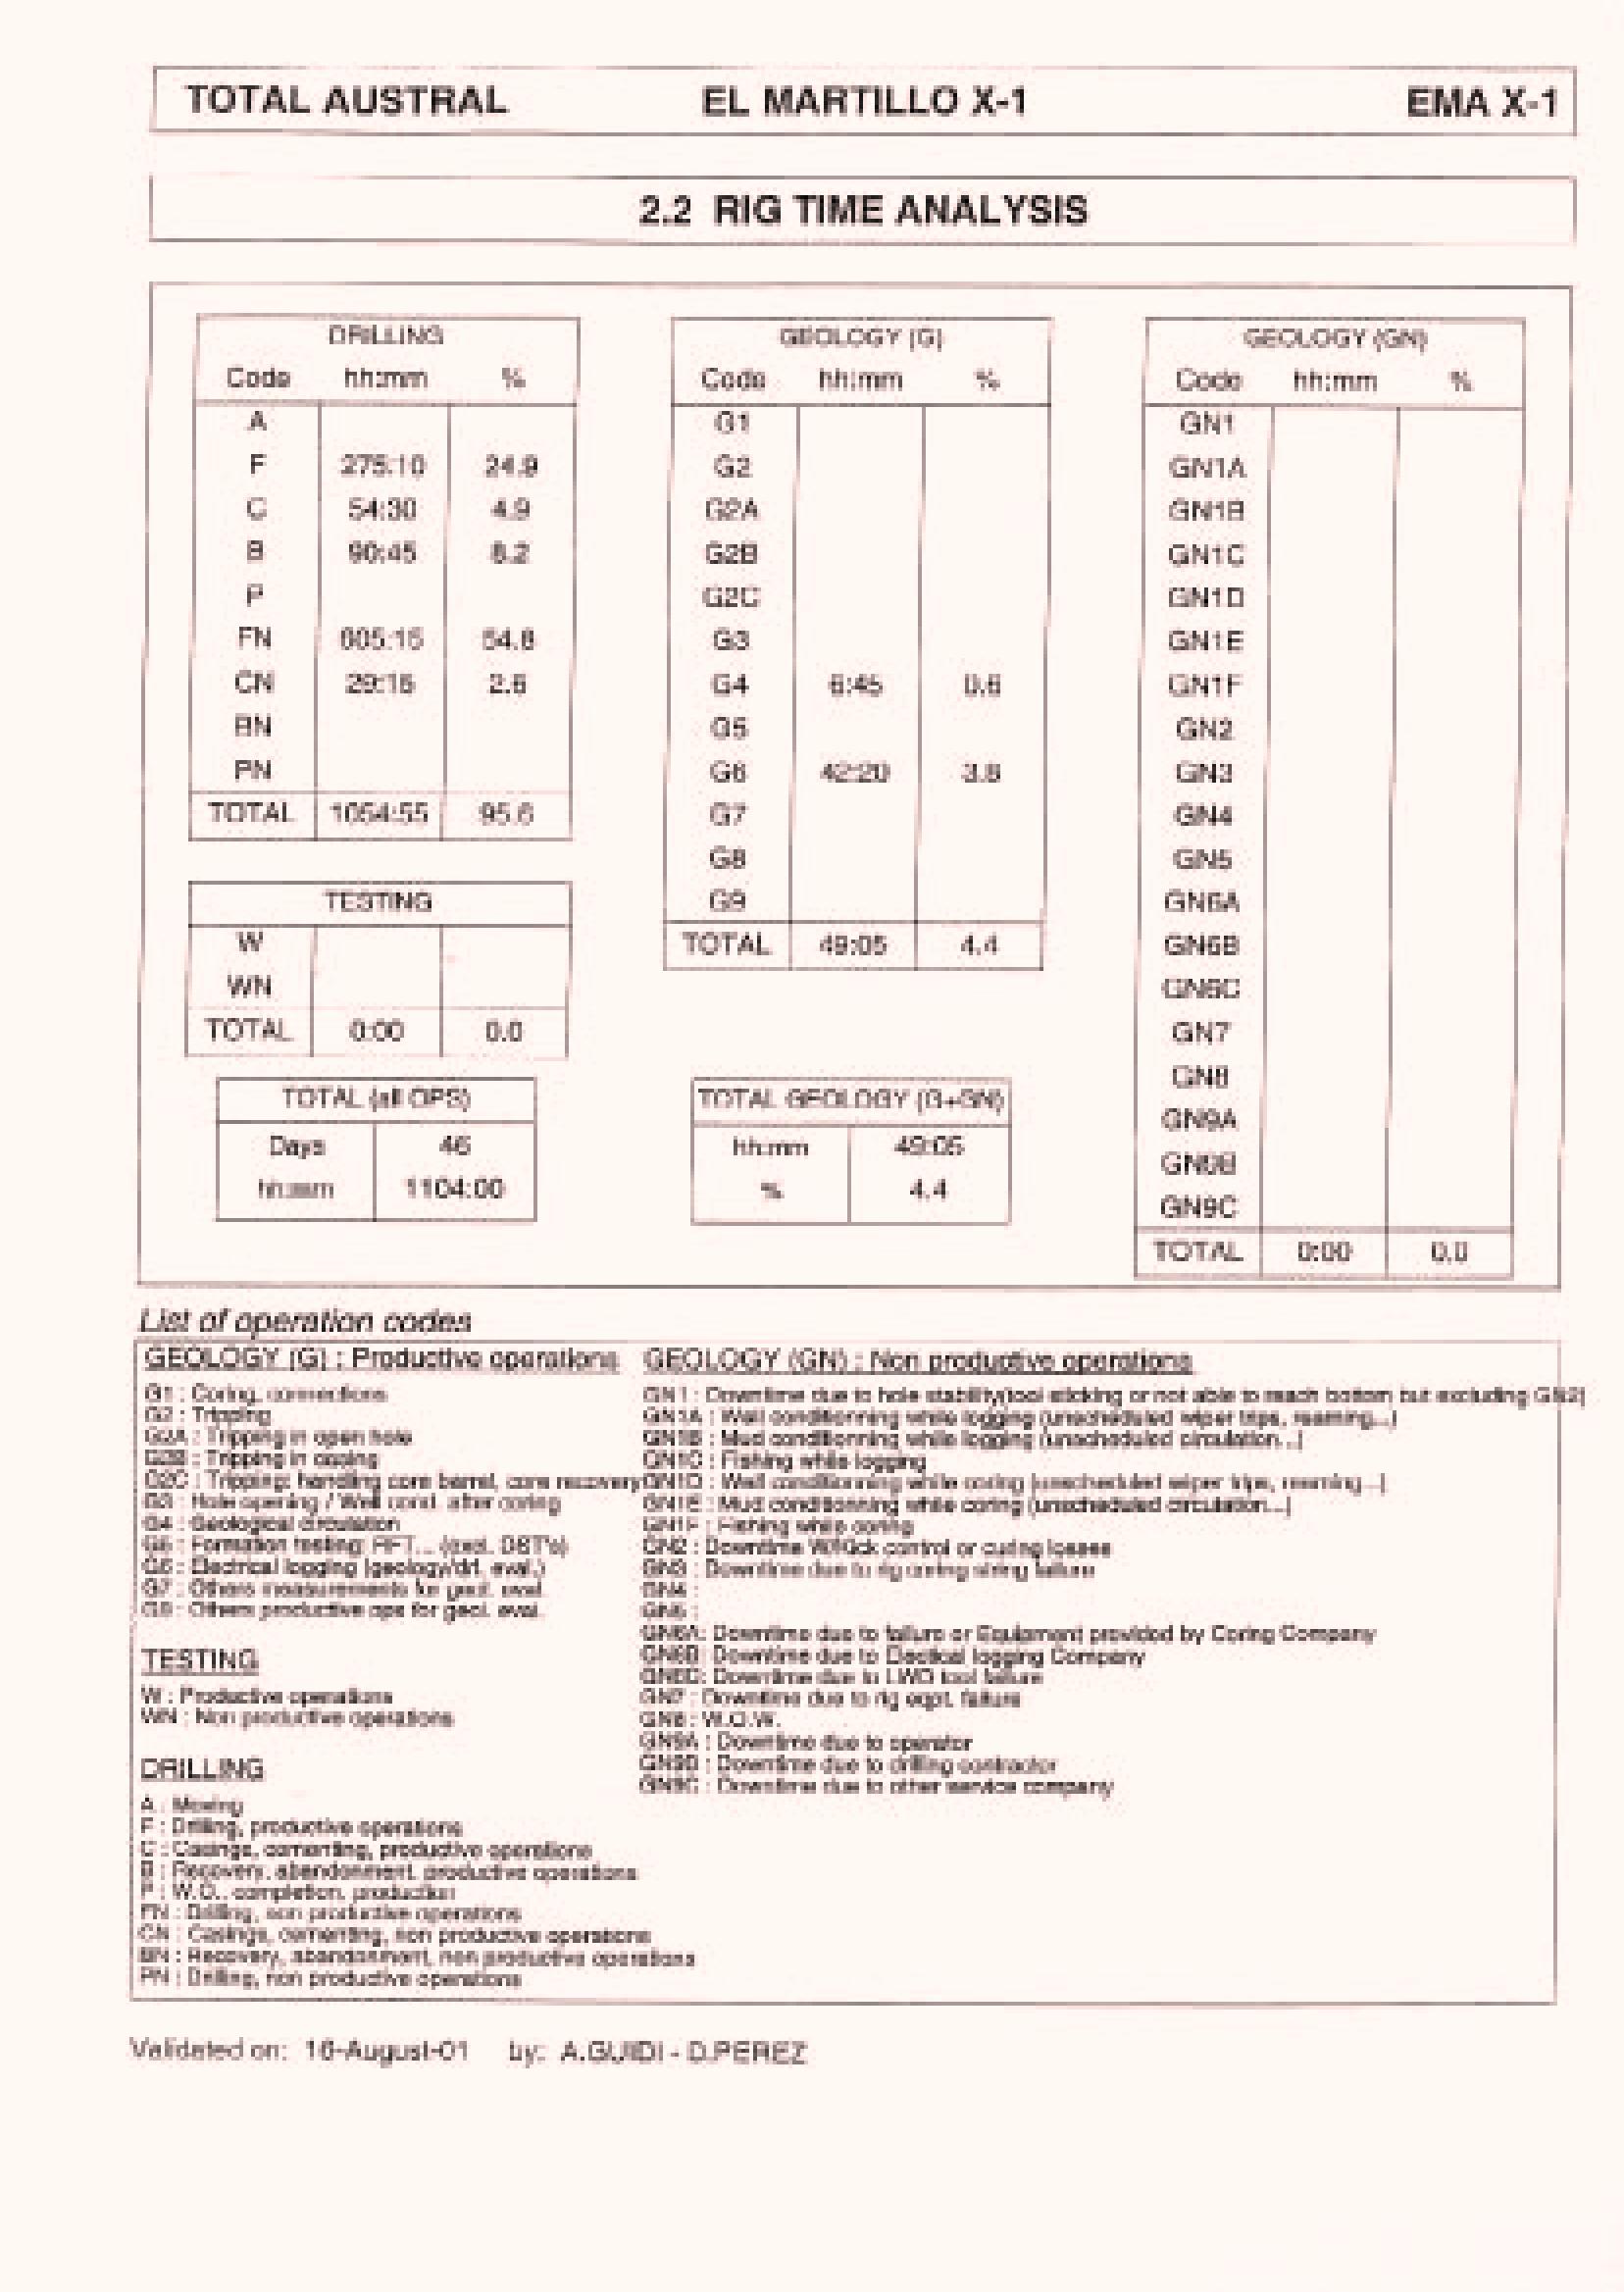 TOTAL AUSTRAL EL MARTILLO X-1 EMA X-1
2.2 RIG TIME ANALYSIS
DRILLING
Code hh:mm %
A
F 275:10 24.9
C 54:30 4.9
B 90:45 8.2
P
FN 605:15 54.8
CN 29:15 2.6
BN
PN
TOTAL 1054:55 95.6
TESTING
W
WN
TOTAL 0:00 0.0
TOTAL (all OPS)
Days 46
hh:mm 1104:00
GEOLOGY (G)
Code hh:mm %
G1
G2
G2A
G2B
G2C
G3
G4 6:45 0.6
G5
G6 42:20 3.8
G7
G8
G9
TOTAL 49:05 4.4
TOTAL GEOLOGY (G+GN)
hh:mm 49:05
% 4.4
GEOLOGY (GN)
Code hh:mm %
GN1
GN1A
GN1B
GN1C
GN1D
GN1E
GN1F
GN2
GN3
GN4
GN5
GN6A
GN6B
GN6C
GN7
GN8
GN9A
GN9B
GN9C
TOTAL 0:00 0.0
List of operation codes
GEOLOGY (G) : Productive operations
G1 : Coring, connections
G2 : Tripping
G2A : Tripping in open hole
G2B : Tripping in casing
G2C : Tripping: handling core barrel, core recovery
G3 : Hole opening / Well cond. after coring
G4 : Geological circulation
G5 : Formation testing: RFT... (excl. DST's)
G6 : Electrical logging (geology/drl. eval.)
G7 : Others measurements for geol. eval.
G8 : Others productive ops for geol. eval.
TESTING
W : Productive operations
WN : Non productive operations
DRILLING
A : Moving
F : Drilling, productive operations
C : Casings, cementing, productive operations
B : Recovery, abandonment, productive operations
P : W.O., completion, production
FN : Drilling, non productive operations
CN : Casings, cementing, non productive operations
BN : Recovery, abandonment, non productive operations
PN : Drilling, non productive operations
GEOLOGY (GN) : Non productive operations
GN1 : Downtime due to hole stability(tool sticking or not able to reach bottom but excluding GN2)
GN1A : Well conditionning while logging (unscheduled wiper trips, reaming...)
GN1B : Mud conditionning while logging (unscheduled circulation...)
GN1C : Fishing while logging
GN1D : Well conditionning while coring (unscheduled wiper trips, reaming...)
GN1E : Mud conditionning while coring (unscheduled circulation...)
GN1F : Fishing while coring
GN2 : Downtime W/Kick control or curing losses
GN3 : Downtime due to rig coring string failure
GN4 :
GN5 :
GN6A: Downtime due to failure or Equipment provided by Coring Company
GN6B: Downtime due to Electical logging Company
GN6C: Downtime due to LWD tool failure
GN7 : Downtime due to rig eqpt. failure
GN8 : W.O.W.
GN9A : Downtime due to operator
GN9B : Downtime due to drilling contractor
GN9C : Downtime due to other service company
Validated on: 16-August-01 by: A.GUIDI - D.PEREZ